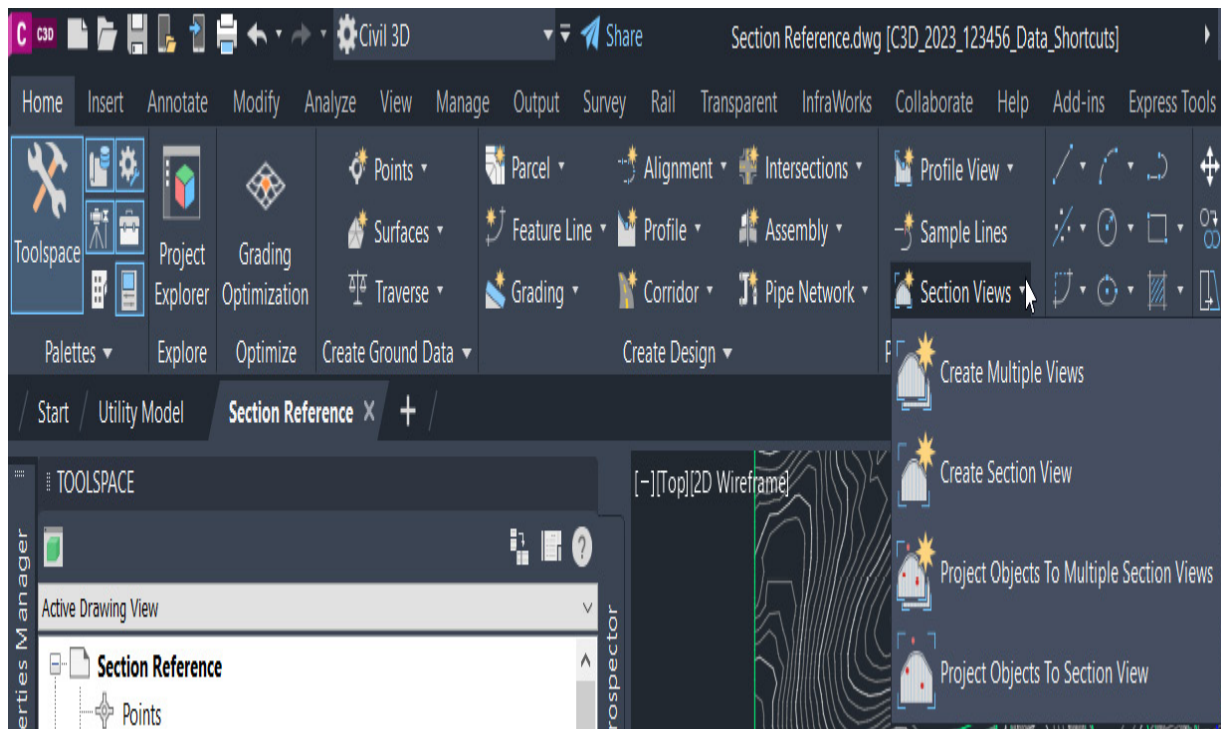 C C3D Civil 3D Share Section Reference.dwg [C3D_2023_123456_Data_Shortcuts]
Home Insert Annotate Modify Analyze View Manage Output Survey Rail Transparent InfraWorks Collaborate Help Add-ins Express Tools
Points Parcel Alignment Intersections Profile View
Surfaces Feature Line Profile Assembly Sample Lines
Toolspace Project Explorer Grading Optimization
Traverse Grading Corridor Pipe Network Section Views
Palettes Explore Optimize Create Ground Data Create Design P
Create Multiple Views
Start Utility Model Section Reference × +
Create Section View
TOOLSPACE
[−][Top][2D Wireframe]
Project Objects To Multiple Section Views
Active Drawing View
Project Objects To Section View
Section Reference
Points
erties Manager
rospector